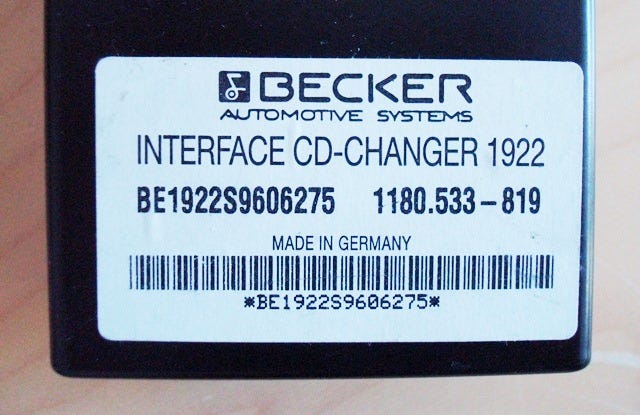 BECKER
AUTOMOTIVE SYSTEMS
INTERFACE CD-CHANGER 1922
BE1922S9606275 1180.533-819
MADE IN GERMANY
*BE1922S9606275*